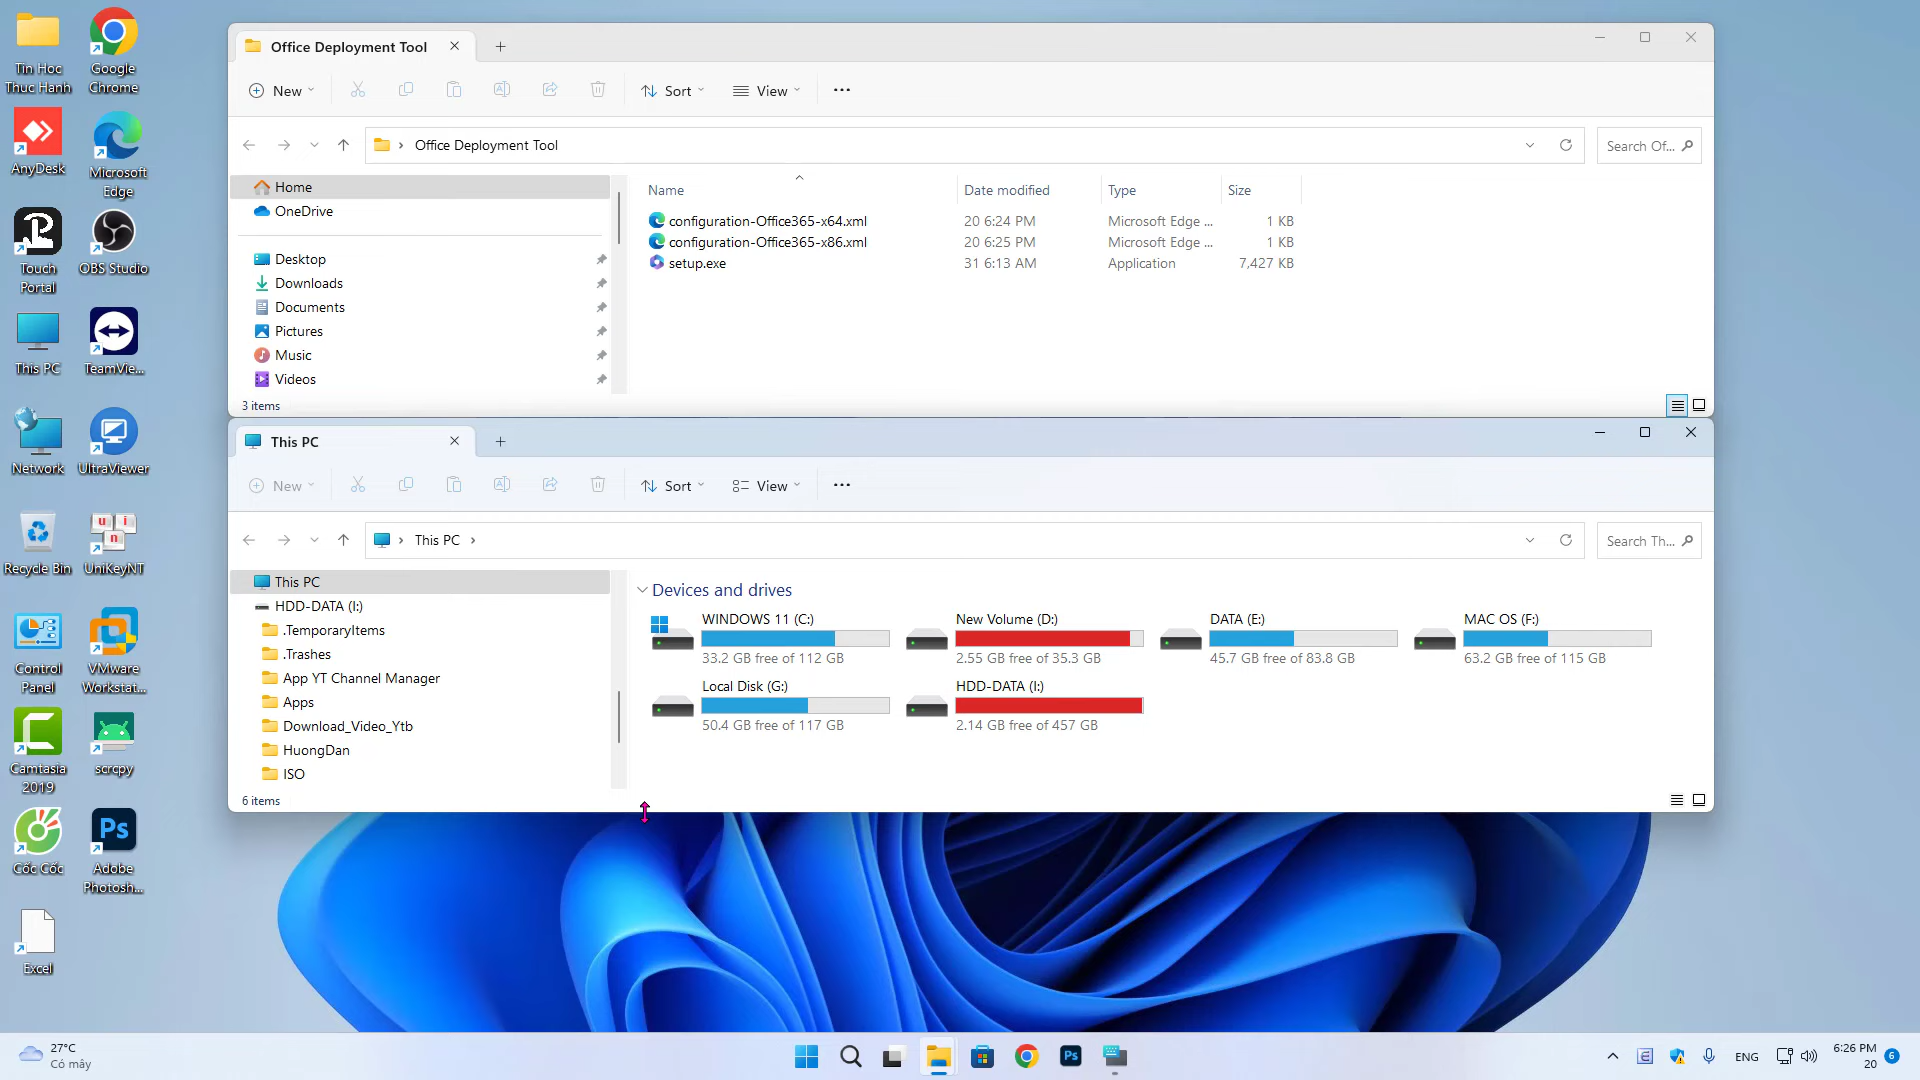 Tin Hoc
Thuc Hanh
Google
Chrome
AnyDesk
Microsoft
Edge
Touch
Portal
OBS Studio
This PC
TeamVie...
Network
UltraViewer
Recycle Bin
UniKeyNT
Control
Panel
VMware
Workstat...
Camtasia
2019
scrcpy
Cốc Cốc
Ps
Adobe
Photosh...
Excel
Office Deployment Tool
New
Sort
View
Office Deployment Tool
Search Of...
Home
OneDrive
Desktop
Downloads
Documents
Pictures
Music
Videos
Name Date modified Type Size
configuration-Office365-x64.xml 20 6:24 PM Microsoft Edge ... 1 KB
configuration-Office365-x86.xml 20 6:25 PM Microsoft Edge ... 1 KB
setup.exe 31 6:13 AM Application 7,427 KB
3 items
This PC
New
Sort
View
This PC
Search Th...
This PC
HDD-DATA (I:)
.TemporaryItems
.Trashes
App YT Channel Manager
Apps
Download_Video_Ytb
HuongDan
ISO
Devices and drives
WINDOWS 11 (C:)
33.2 GB free of 112 GB
New Volume (D:)
2.55 GB free of 35.3 GB
DATA (E:)
45.7 GB free of 83.8 GB
MAC OS (F:)
63.2 GB free of 115 GB
Local Disk (G:)
50.4 GB free of 117 GB
HDD-DATA (I:)
2.14 GB free of 457 GB
6 items
27°C
Có mây
Ps
E
ENG
6:26 PM
20
6